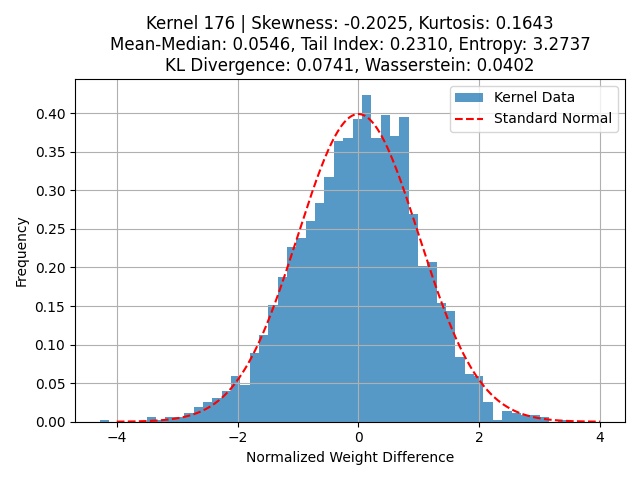 Kernel 176 | Skewness: -0.2025, Kurtosis: 0.1643
Mean-Median: 0.0546, Tail Index: 0.2310, Entropy: 3.2737
KL Divergence: 0.0741, Wasserstein: 0.0402
Kernel Data
Standard Normal
Frequency
0.40
0.35
0.30
0.25
0.20
0.15
0.10
0.05
0.00
−4
−2
0
2
4
Normalized Weight Difference